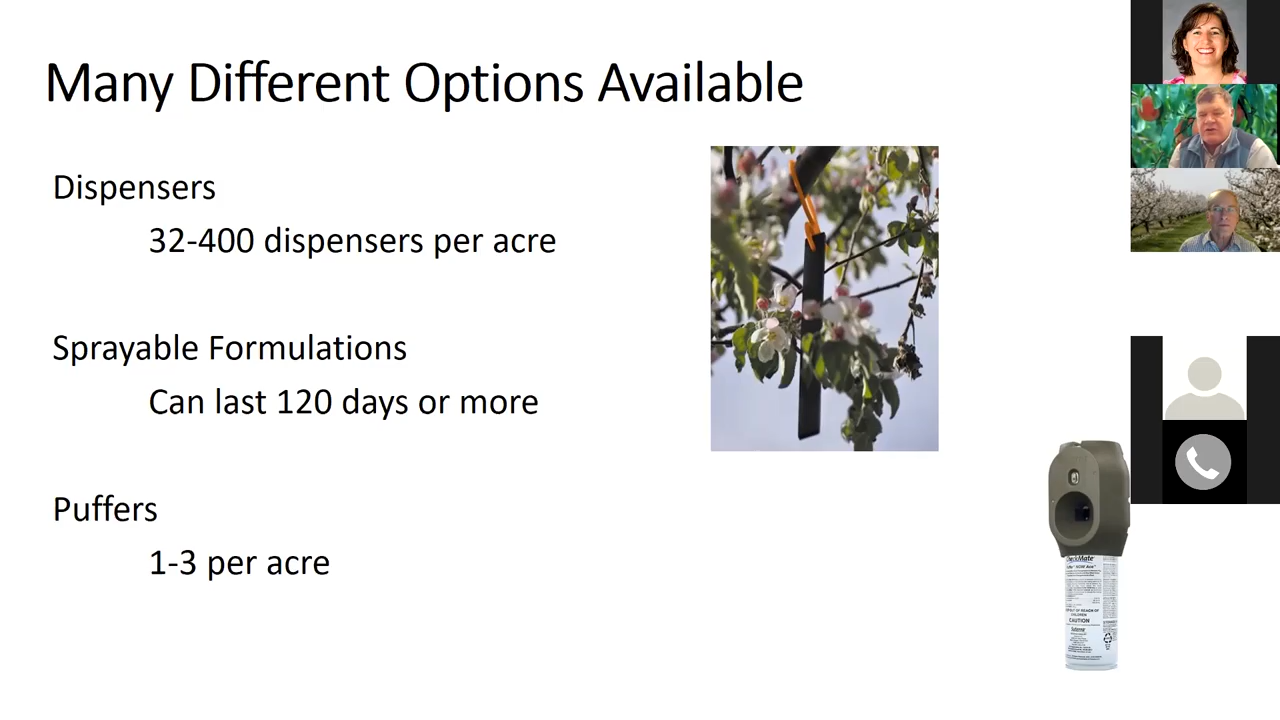 Many Different Options Available
Dispensers
32-400 dispensers per acre
Sprayable Formulations
Can last 120 days or more
Puffers
1-3 per acre
CheckMate
CHILDREN
CAUTION